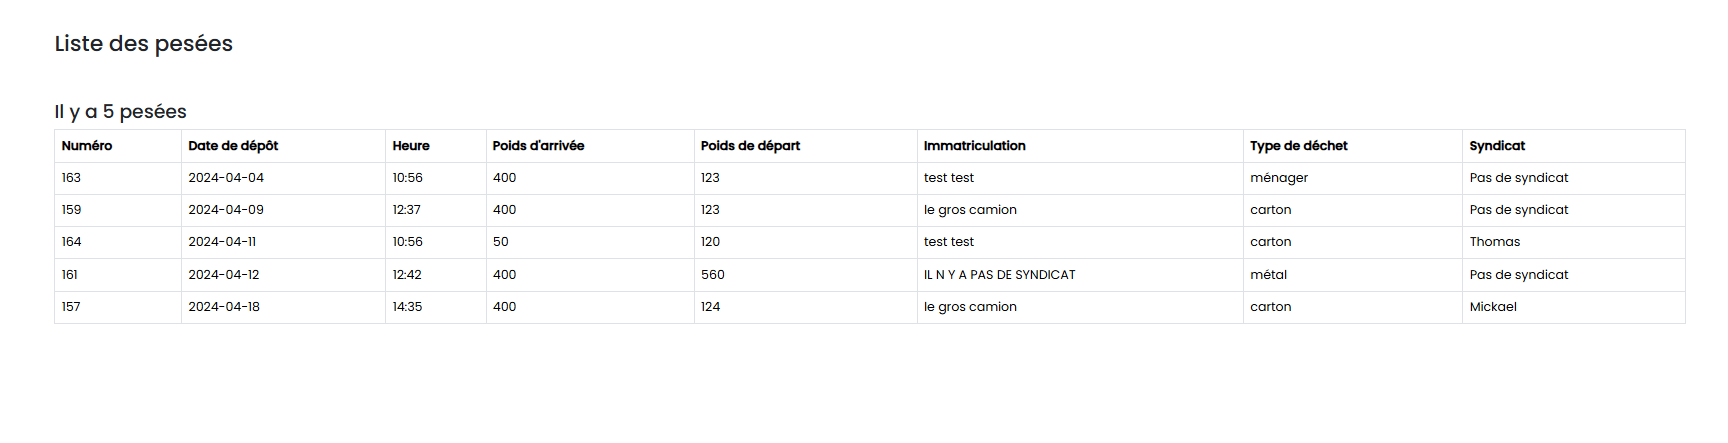 Liste des pesées
Il y a 5 pesées
Numéro Date de dépôt Heure Poids d'arrivée Poids de départ Immatriculation Type de déchet Syndicat
163 2024-04-04 10:56 400 123 test test ménager Pas de syndicat
159 2024-04-09 12:37 400 123 le gros camion carton Pas de syndicat
164 2024-04-11 10:56 50 120 test test carton Thomas
161 2024-04-12 12:42 400 560 IL N Y A PAS DE SYNDICAT métal Pas de syndicat
157 2024-04-18 14:35 400 124 le gros camion carton Mickael